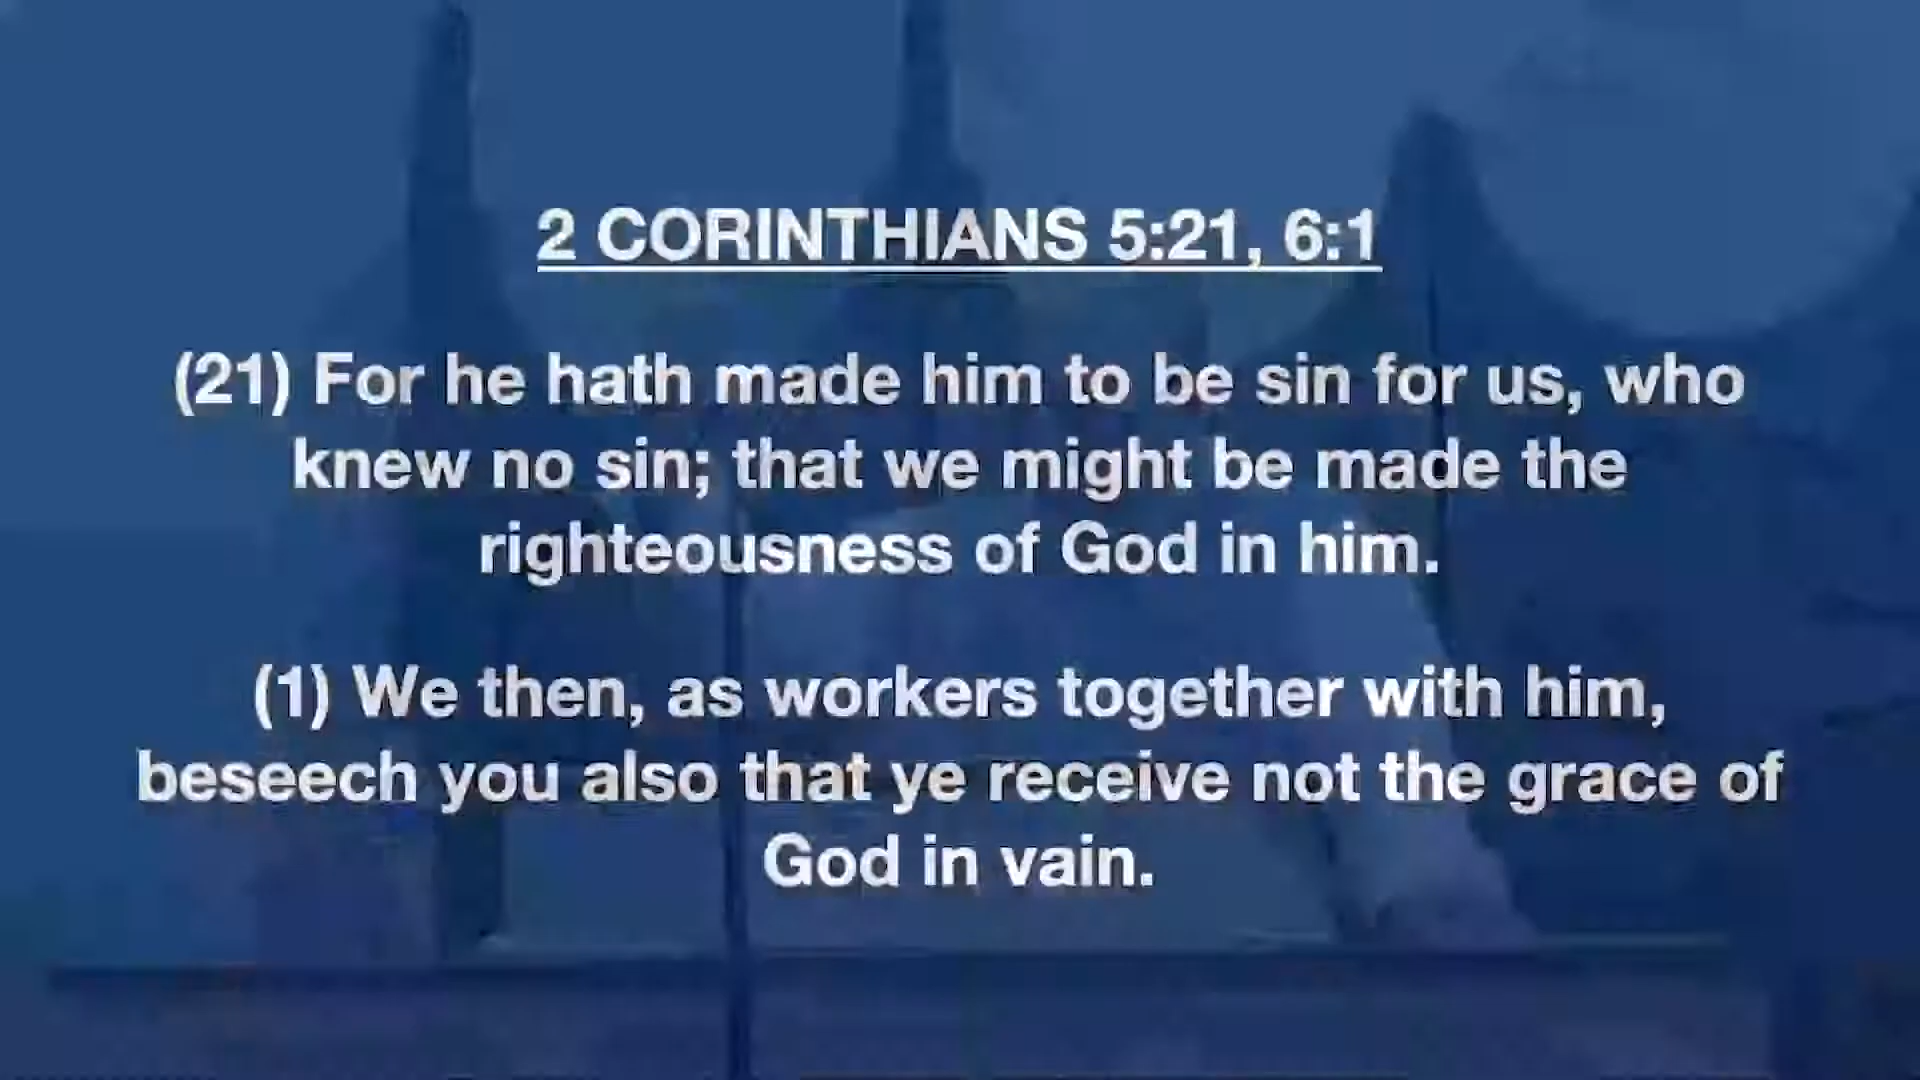 2 CORINTHIANS 5:21, 6:1
(21) For he hath made him to be sin for us, who
knew no sin; that we might be made the
righteousness of God in him.
(1) We then, as workers together with him,
beseech you also that ye receive not the grace of
God in vain.